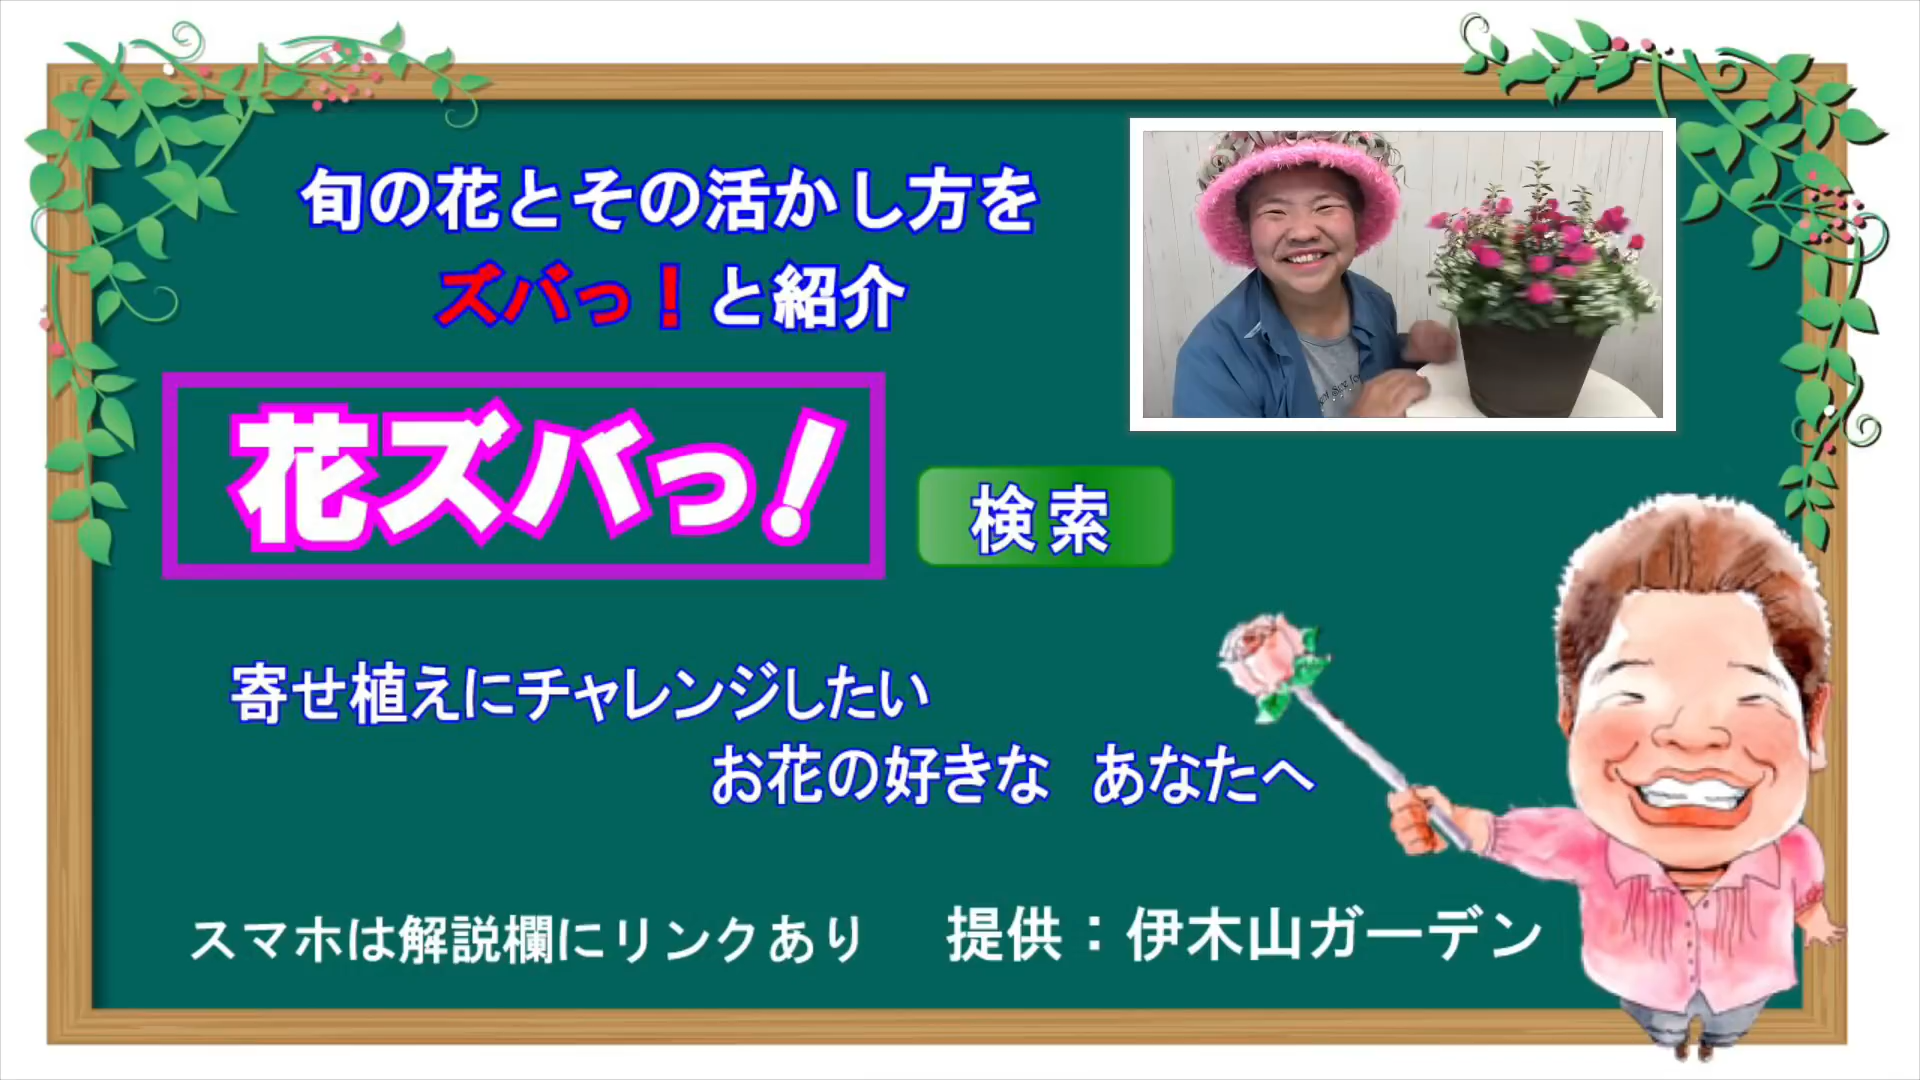 旬の花とその活かし方を
ズバっ！と紹介
花ズバっ！
検索
寄せ植えにチャレンジしたい
お花の好きな あなたへ
スマホは解説欄にリンクあり
提供：伊木山ガーデン